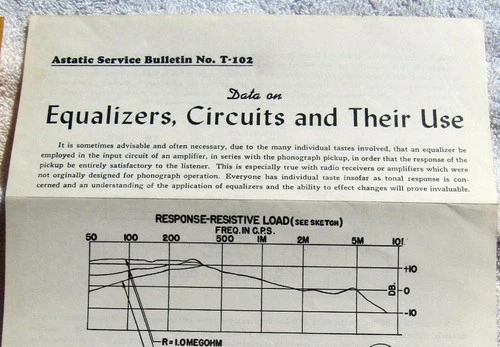 Astatic Service Bulletin No. T-102
Data on
Equalizers, Circuits and Their Use
It is sometimes advisable and often necessary, due to the many individual tastes involved, that an equalizer be
employed in the input circuit of an amplifier, in series with the phonograph pickup, in order that the response of the
pickup be entirely satisfactory to the listener. This is especially true with radio receivers or amplifiers which were
not orginally designed for phonograph operation. Everyone has individual taste insofar as tonal response is con-
cerned and an understanding of the application of equalizers and the ability to effect changes will prove invaluable.
RESPONSE-RESISTIVE LOAD (SEE SKETCH)
FREQ. IN C.P.S.
50 100 200 500 1M 2M 5M 10
+10
0
DB.
-10
R=1.0MEGOHM